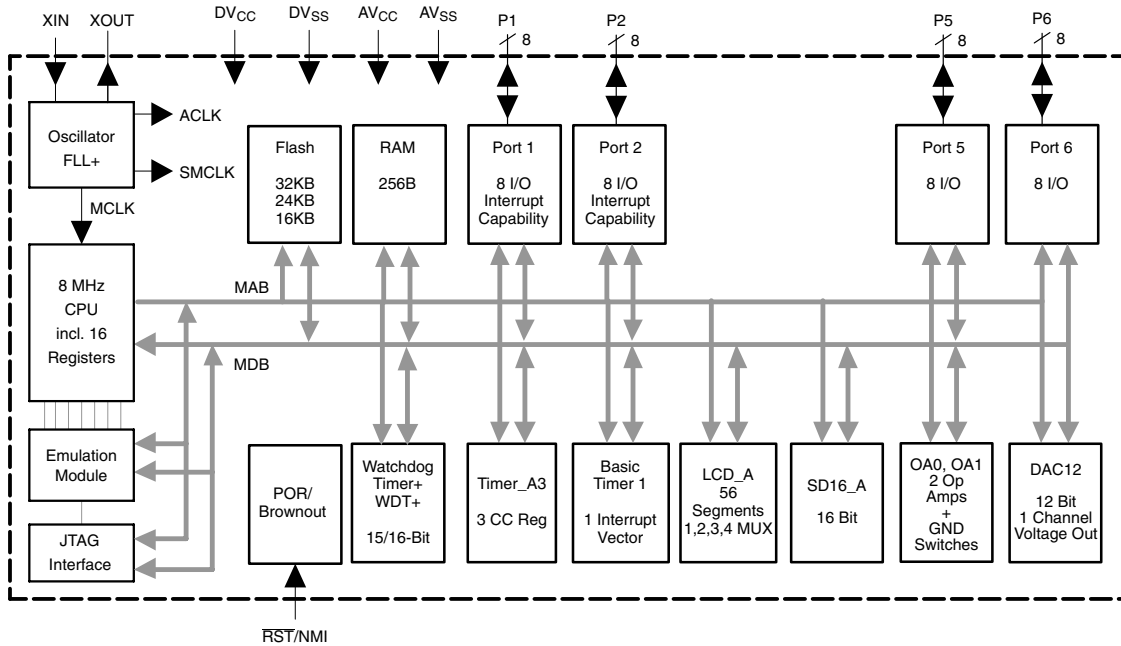 XIN
XOUT
DVCC
DVSS
AVCC
AVSS
P1
8
P2
8
P5
8
P6
8
Oscillator
FLL+
ACLK
SMCLK
MCLK
Flash
32KB
24KB
16KB
RAM
256B
Port 1
8 I/O
Interrupt
Capability
Port 2
8 I/O
Interrupt
Capability
Port 5
8 I/O
Port 6
8 I/O
8 MHz
CPU
incl. 16
Registers
MAB
MDB
Emulation
Module
JTAG
Interface
POR/
Brownout
Watchdog
Timer+
WDT+
15/16-Bit
Timer_A3
3 CC Reg
Basic
Timer 1
1 Interrupt
Vector
LCD_A
56
Segments
1,2,3,4 MUX
SD16_A
16 Bit
OA0, OA1
2 Op
Amps
+
GND
Switches
DAC12
12 Bit
1 Channel
Voltage Out
RST/NMI